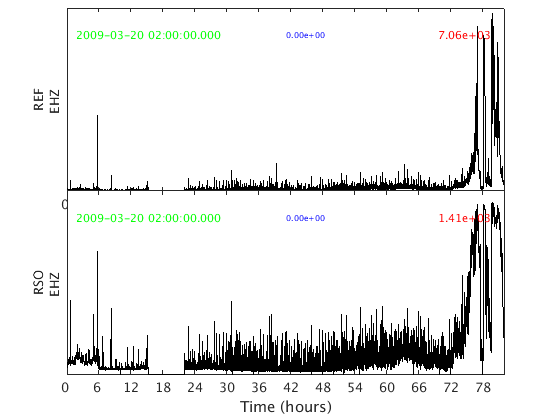 REF
EHZ
2009-03-20 02:00:00.000
0.00e+00
7.06e+03
0
RSO
EHZ
2009-03-20 02:00:00.000
0.00e+00
1.41e+03
0 6 12 18 24 30 36 42 48 54 60 66 72 78
Time (hours)